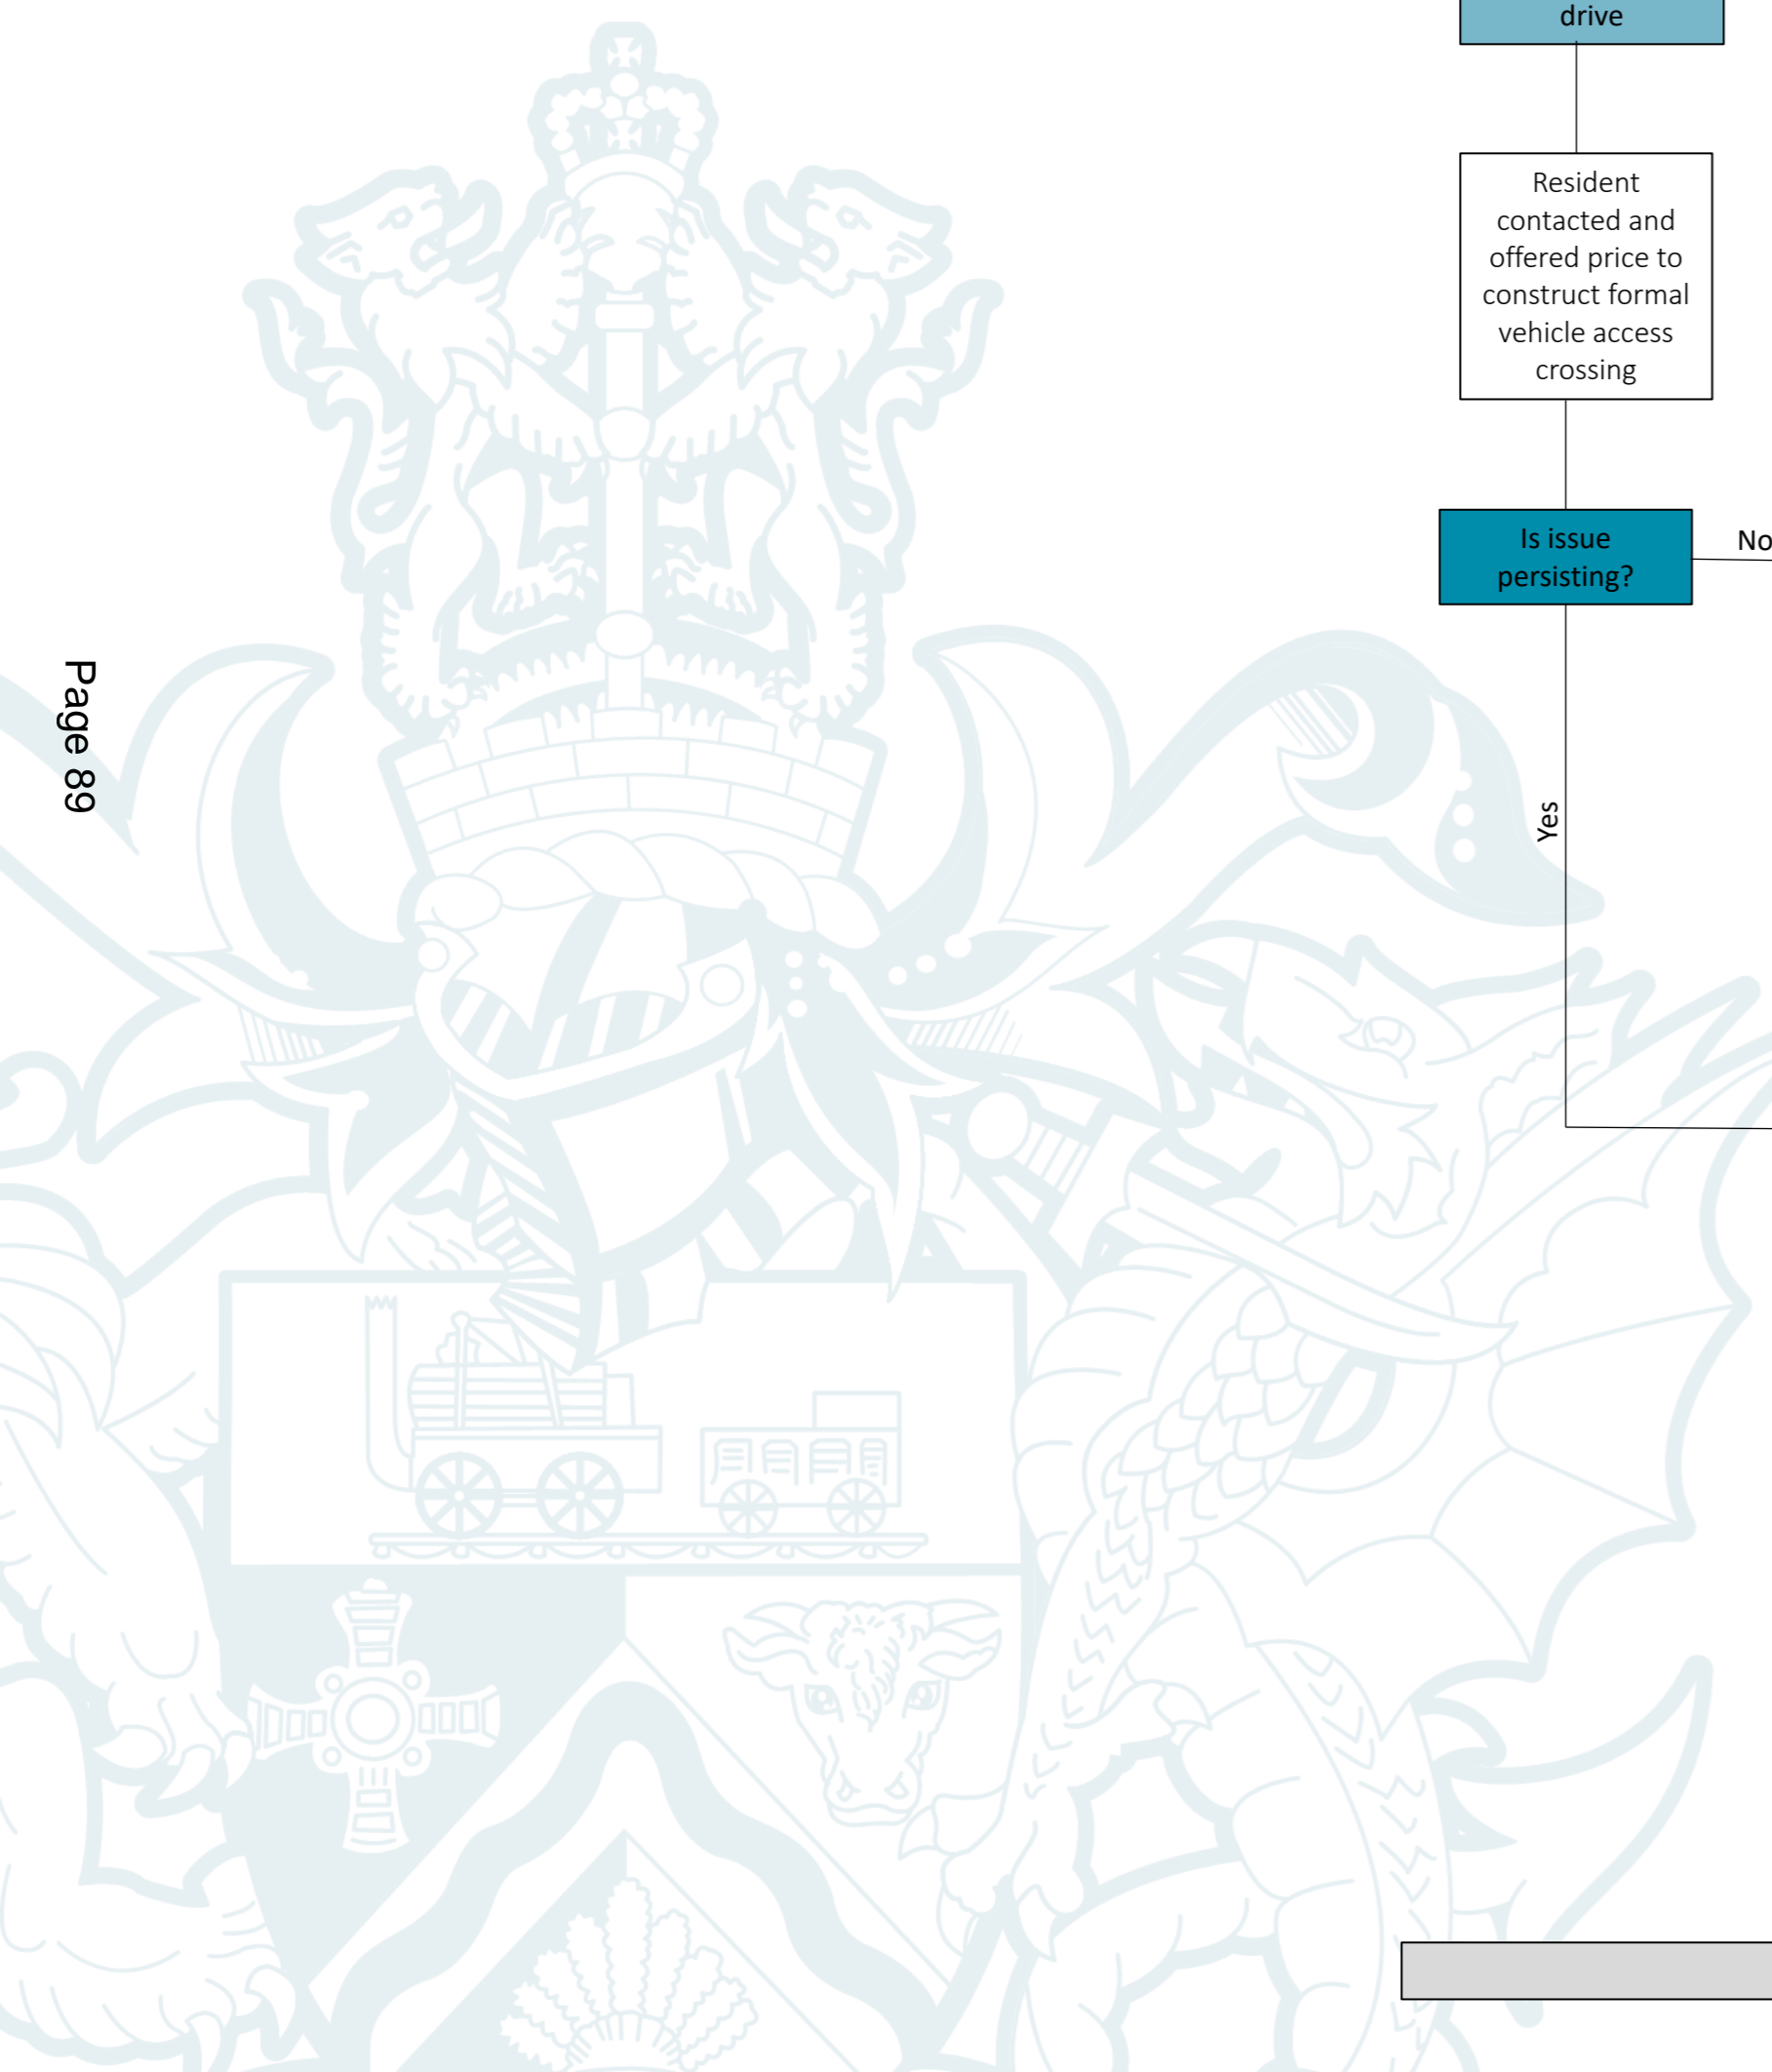 drive
Resident
contacted and
offered price to
construct formal
vehicle access
crossing
Is issue
persisting?
No
Yes
Page 89